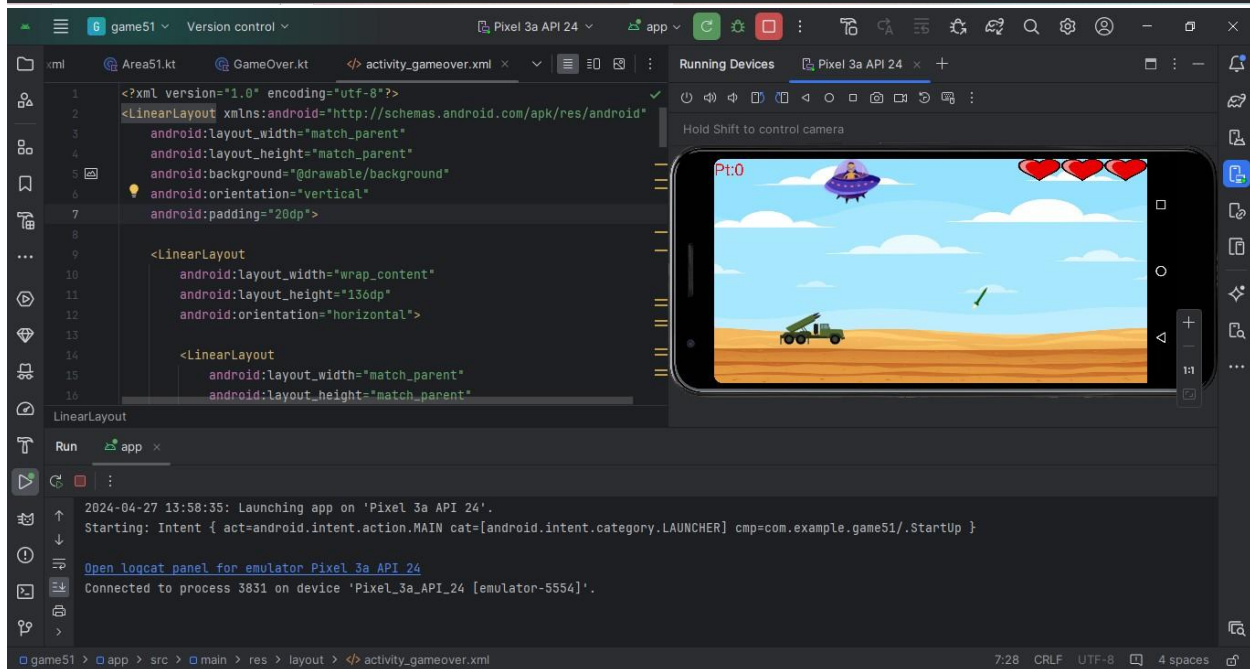 G game51 Version control Pixel 3a API 24 app
xml Area51.kt GameOver.kt activity_gameover.xml Running Devices Pixel 3a API 24
1 <?xml version="1.0" encoding="utf-8"?>
2 <LinearLayout xmlns:android="http://schemas.android.com/apk/res/android"
3 android:layout_width="match_parent"
4 android:layout_height="match_parent"
5 android:background="@drawable/background"
6 android:orientation="vertical"
7 android:padding="20dp">
8
9 <LinearLayout
10 android:layout_width="wrap_content"
11 android:layout_height="136dp"
12 android:orientation="horizontal">
13
14 <LinearLayout
15 android:layout_width="match_parent"
16 android:layout_height="match_parent"
LinearLayout
Hold Shift to control camera
Pt:0
1:1
Run app
2024-04-27 13:58:35: Launching app on 'Pixel 3a API 24'.
Starting: Intent { act=android.intent.action.MAIN cat=[android.intent.category.LAUNCHER] cmp=com.example.game51/.StartUp }
Open logcat panel for emulator Pixel 3a API 24
Connected to process 3831 on device 'Pixel_3a_API_24 [emulator-5554]'.
game51 > app > src > main > res > layout > activity_gameover.xml 7:28 CRLF UTF-8 4 spaces